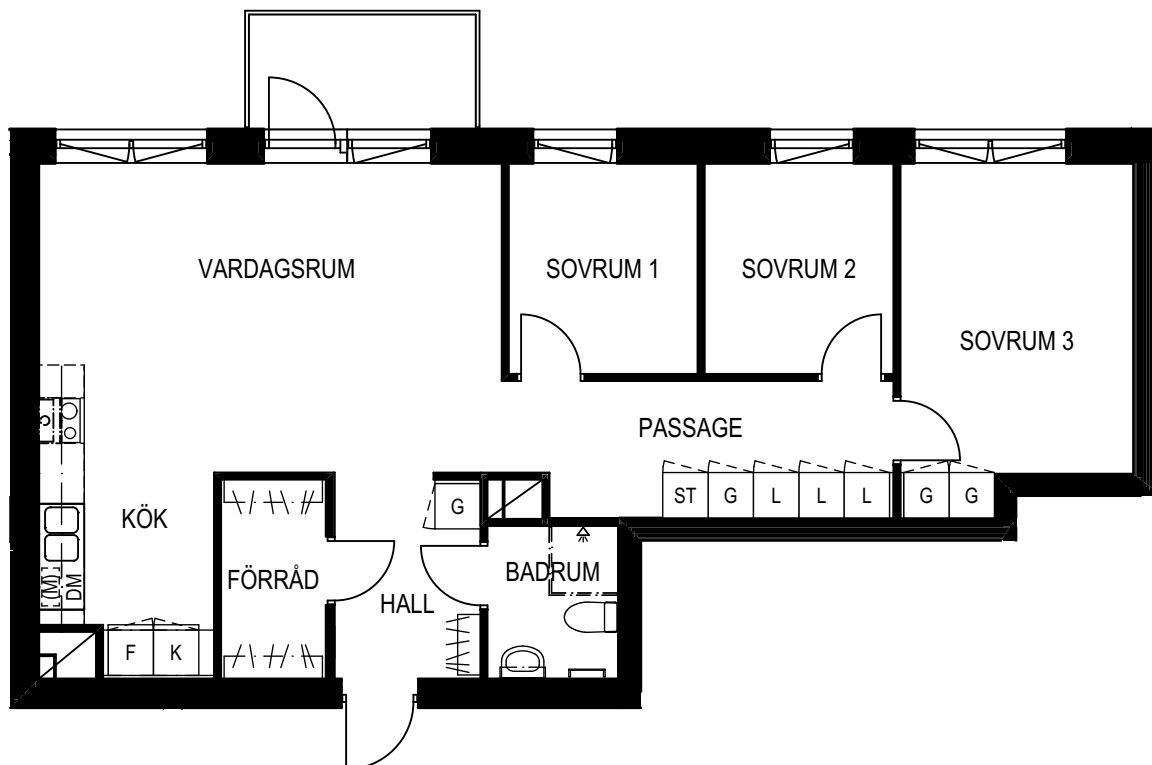 VARDAGSRUM
SOVRUM 1
SOVRUM 2
SOVRUM 3
PASSAGE
ST G L L L G G
G
KÖK
FÖRRÅD
HALL
BADRUM
(M)
DM
F K